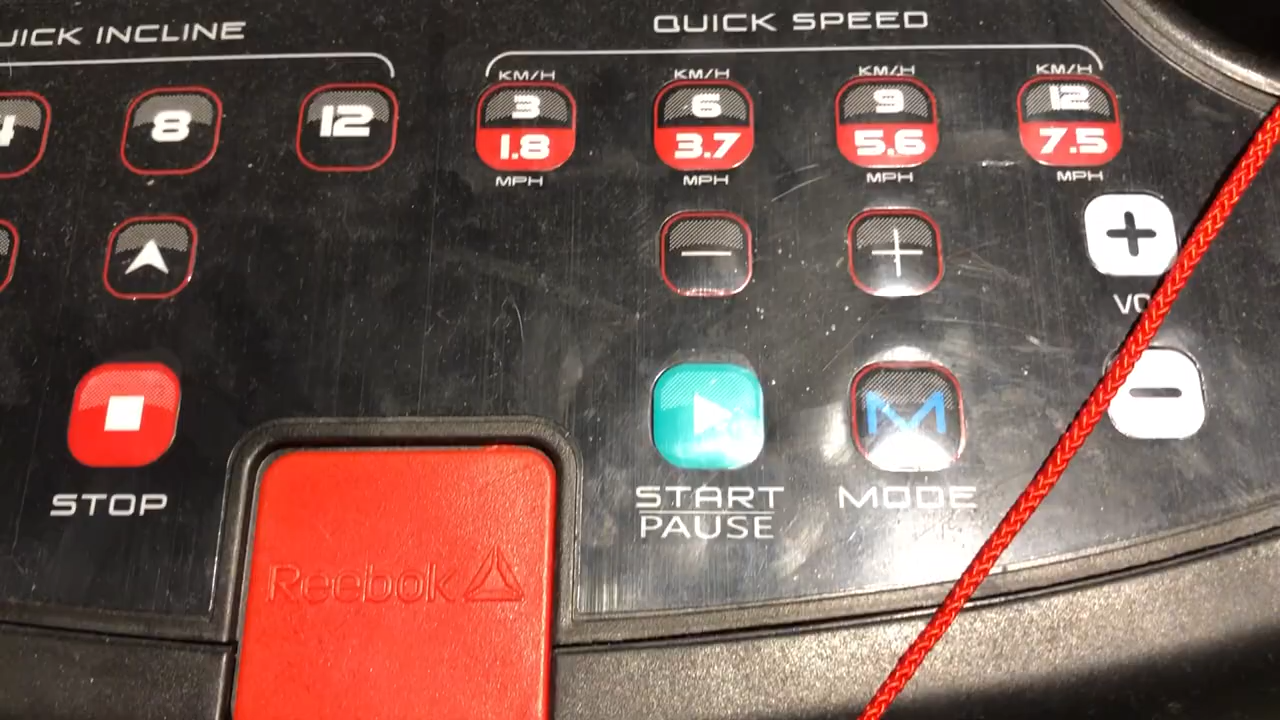 QUICK SPEED
KM/H KM/H KM/H KM/H
8 12 3 6 9 12
1.8 3.7 5.6 7.5
MPH MPH MPH MPH
STOP
START
PAUSE
MODE
INCLINE
Reebok